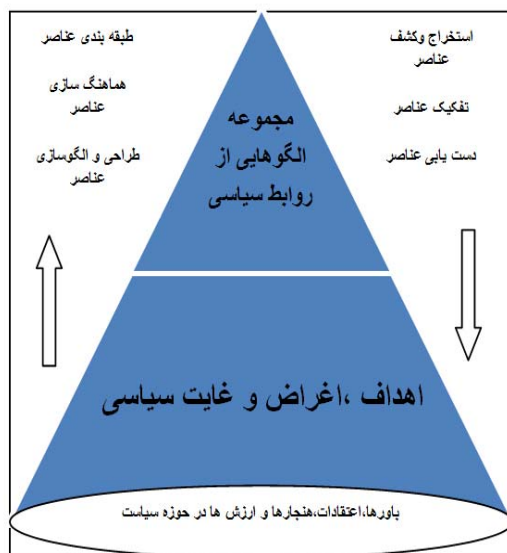 استخراج وکشف
عناصر
تفکیک عناصر
دست یابی عناصر
طبقه بندی عناصر
هماهنگ سازی
عناصر
طراحی و الگوسازی
عناصر
مجموعه
الگوهایی از
روابط سیاسی
اهداف ،اغراض و غایت سیاسی
باورها،اعتقادات،هنجارها و ارزش ها در حوزه سیاست